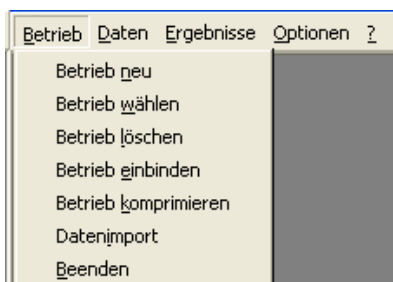 Betrieb Daten Ergebnisse Optionen ?
Betrieb neu
Betrieb wählen
Betrieb löschen
Betrieb einbinden
Betrieb komprimieren
Datenimport
Beenden